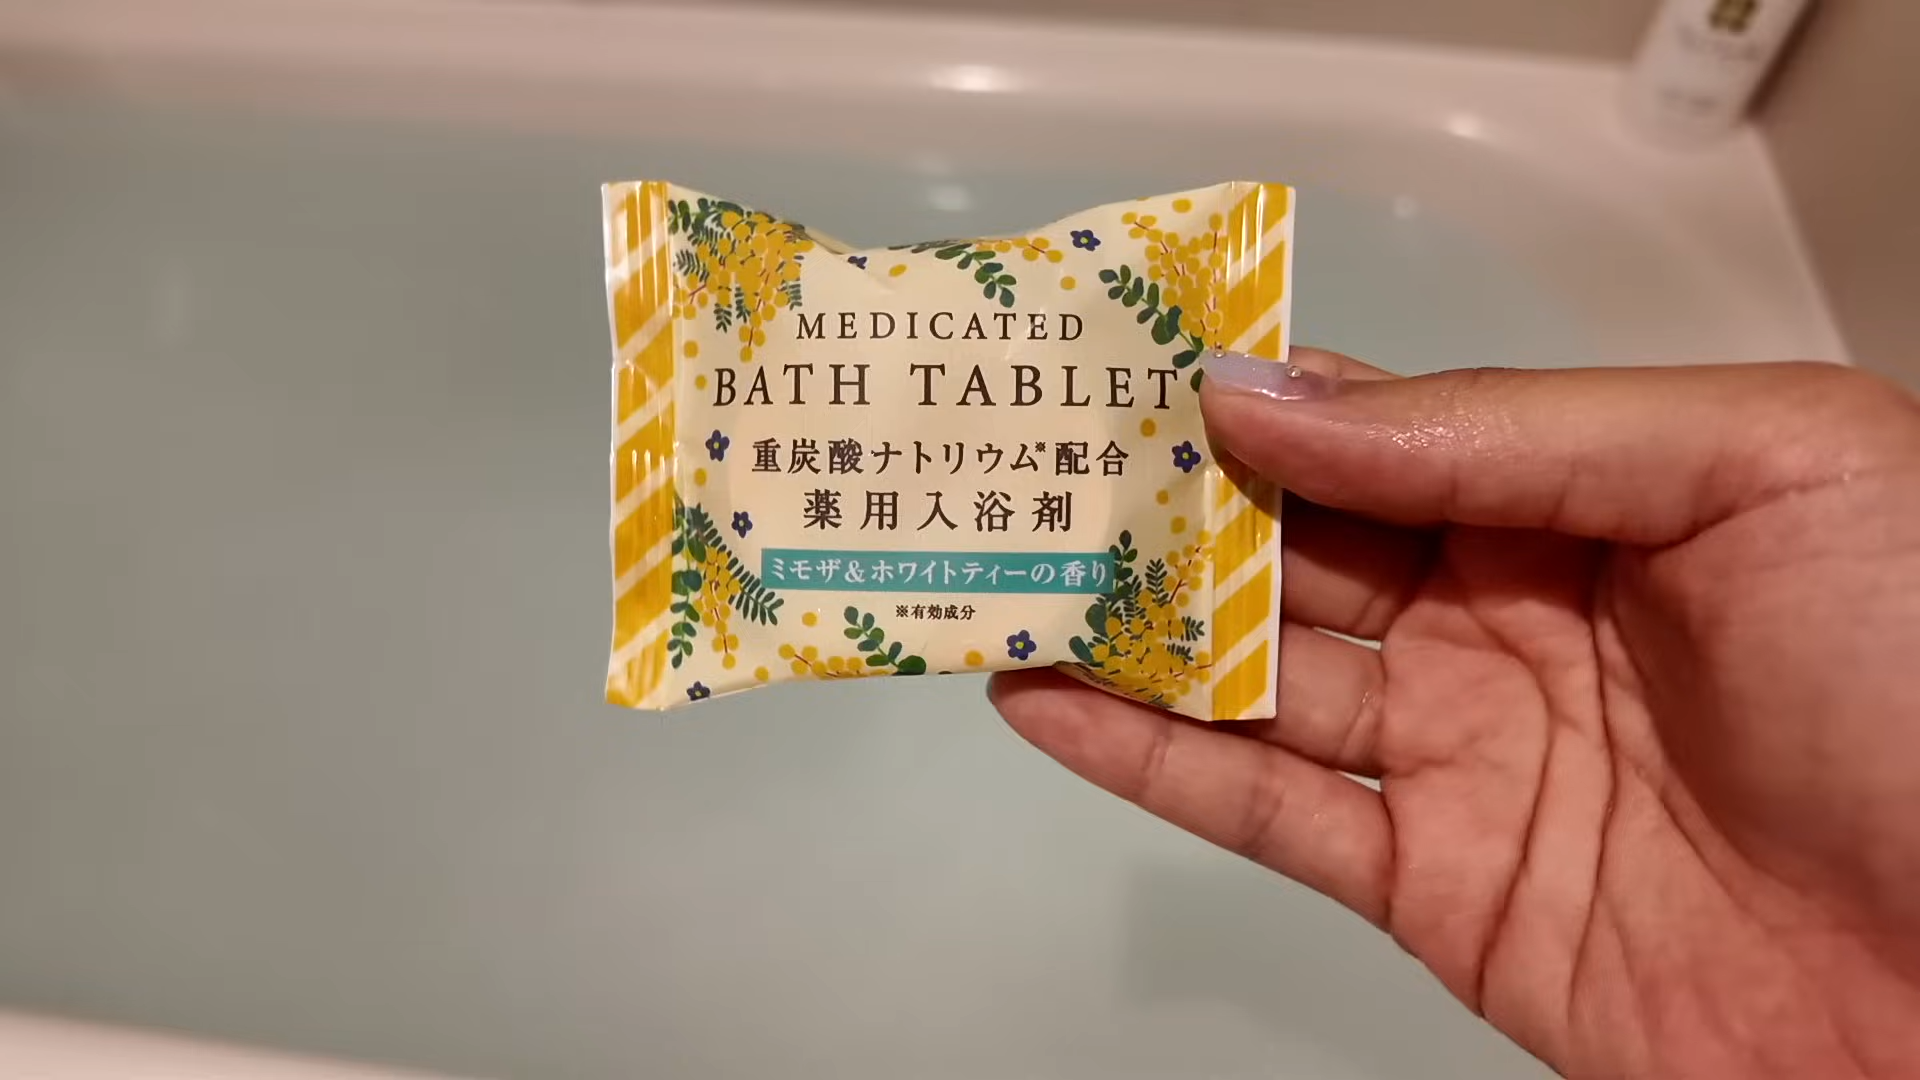 MEDICATED
BATH TABLET
重炭酸ナトリウム※配合
薬用入浴剤
ミモザ&ホワイトティーの香り
※有効成分